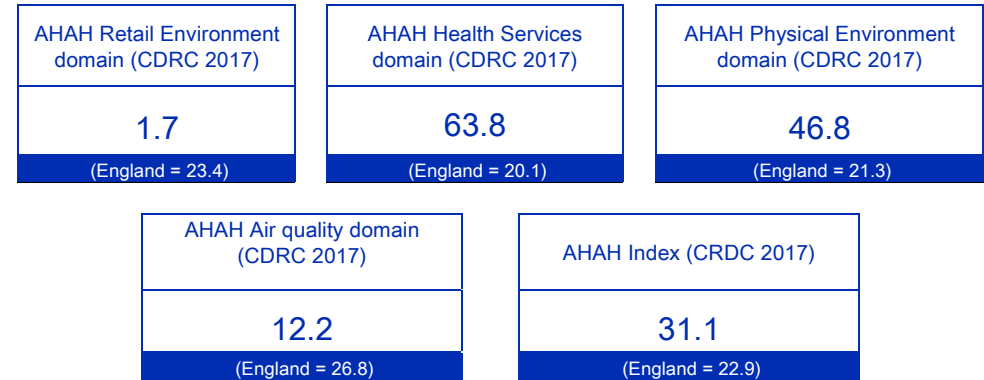 AHAH Retail Environment
domain (CDRC 2017)
1.7
(England = 23.4)
AHAH Health Services
domain (CDRC 2017)
63.8
(England = 20.1)
AHAH Physical Environment
domain (CDRC 2017)
46.8
(England = 21.3)
AHAH Air quality domain
(CDRC 2017)
12.2
(England = 26.8)
AHAH Index (CRDC 2017)
31.1
(England = 22.9)